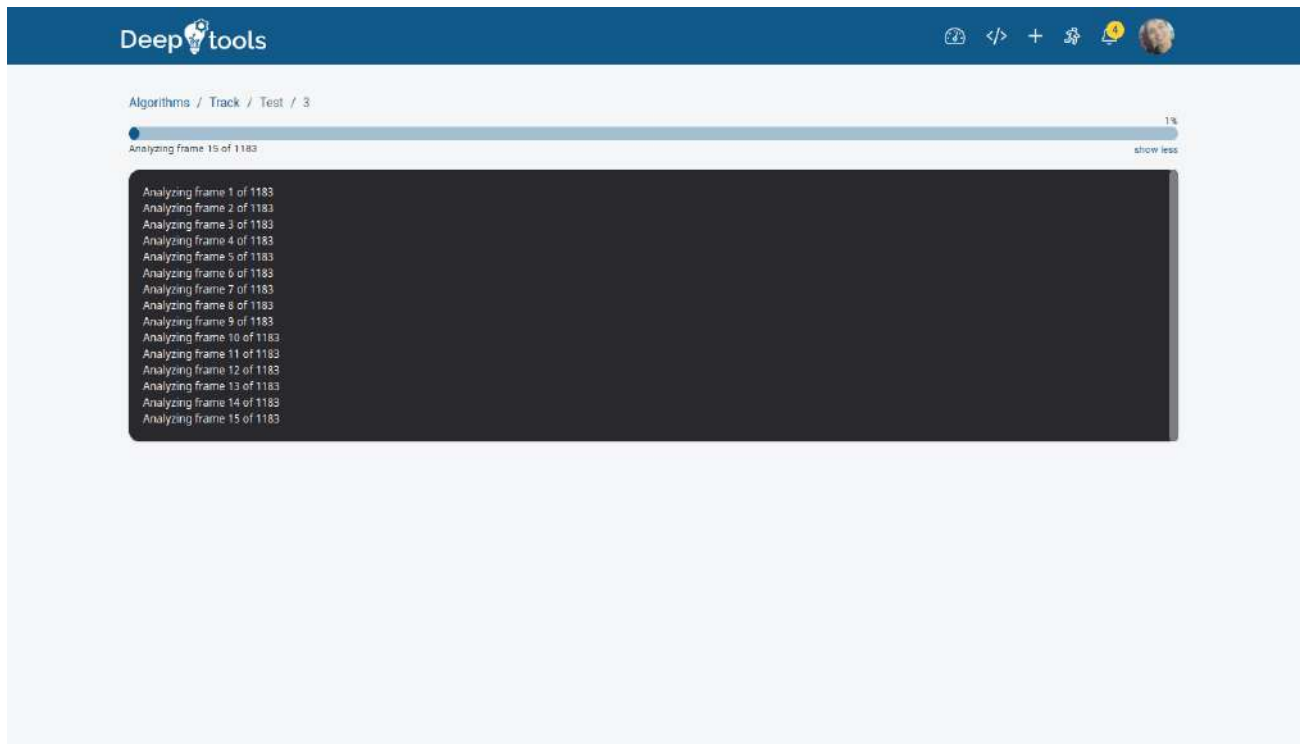 Deep tools
</> + 4
Algorithms / Track / Test / 3
1%
Analyzing frame 15 of 1183
show less
Analyzing frame 1 of 1183
Analyzing frame 2 of 1183
Analyzing frame 3 of 1183
Analyzing frame 4 of 1183
Analyzing frame 5 of 1183
Analyzing frame 6 of 1183
Analyzing frame 7 of 1183
Analyzing frame 8 of 1183
Analyzing frame 9 of 1183
Analyzing frame 10 of 1183
Analyzing frame 11 of 1183
Analyzing frame 12 of 1183
Analyzing frame 13 of 1183
Analyzing frame 14 of 1183
Analyzing frame 15 of 1183